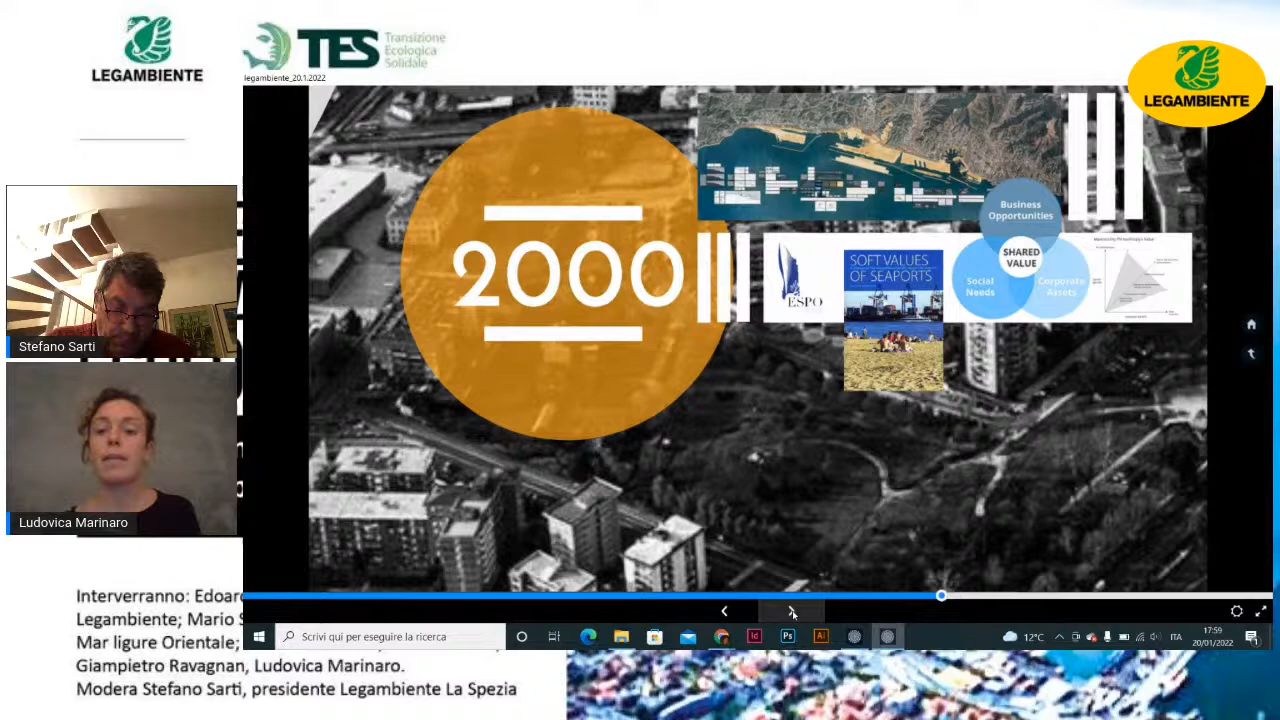 LEGAMBIENTE
TES
Transizione
Ecologica
Solidale
legambiente_20.1.2022
LEGAMBIENTE
2000
Business
Opportunities
SHARED
VALUE
Social
Needs
Corporate
Assets
ESPO
SOFT VALUES
OF SEAPORTS
Stefano Sarti
Ludovica Marinaro
Interverranno: Edoar
Legambiente; Mario S
Mar ligure Orientale;
Giampietro Ravagnan, Ludovica Marinaro.
Modera Stefano Sarti, presidente Legambiente La Spezia
Scrivi qui per eseguire la ricerca
Id
Ps
Ai
12°C
ITA
17:59
20/01/2022